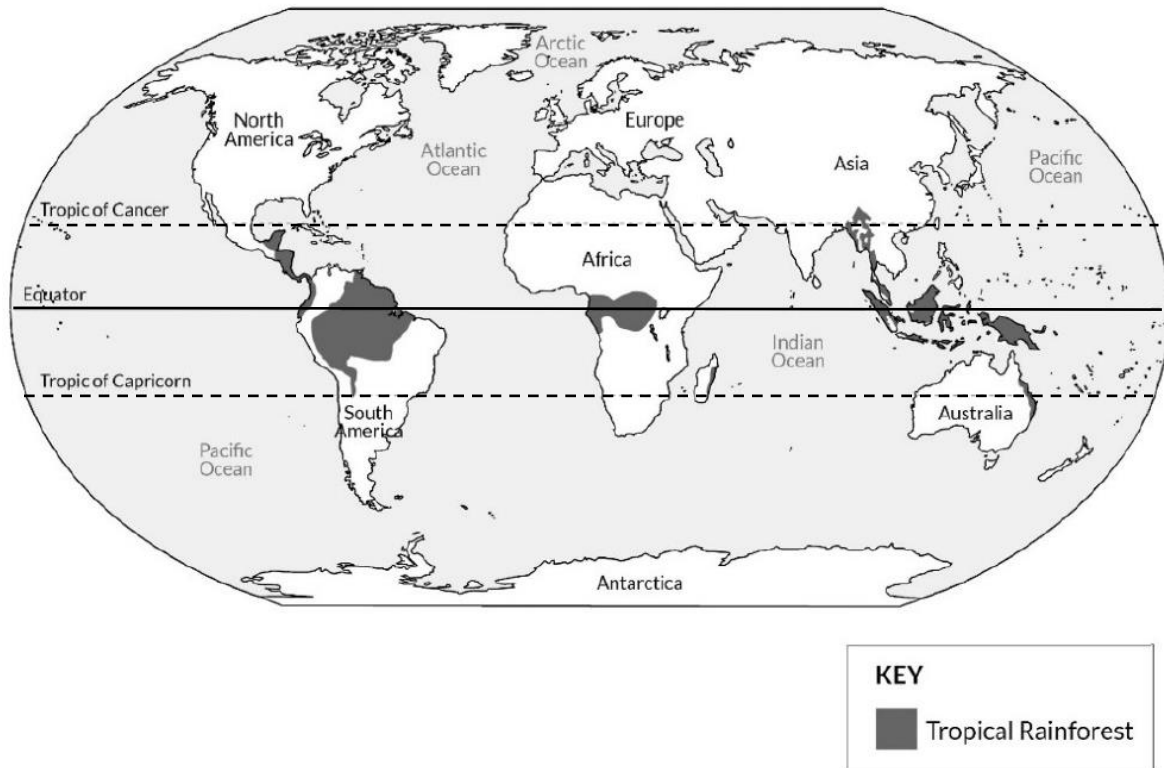 Arctic
Ocean
North
America
Europe
Atlantic
Ocean
Asia
Pacific
Ocean
Tropic of Cancer
Africa
Equator
Indian
Ocean
Tropic of Capricorn
South
America
Australia
Pacific
Ocean
Antarctica
KEY
Tropical Rainforest